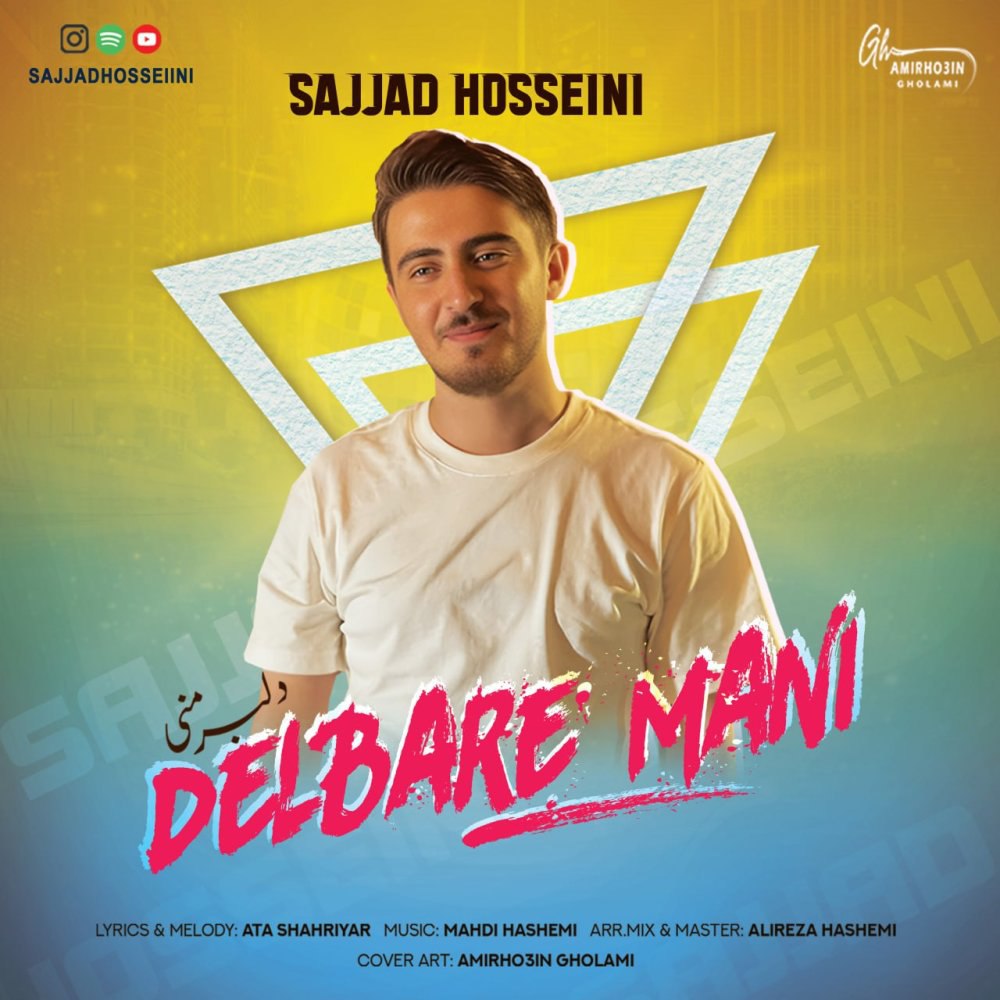 SAJJADHOSSEIINI
Gh
AMIRHO3IN
GHOLAMI
SAJJAD HOSSEINI
دلبر منی
DELBARE MANI
LYRICS & MELODY: ATA SHAHRIYAR MUSIC: MAHDI HASHEMI ARR.MIX & MASTER: ALIREZA HASHEMI
COVER ART: AMIRHO3IN GHOLAMI